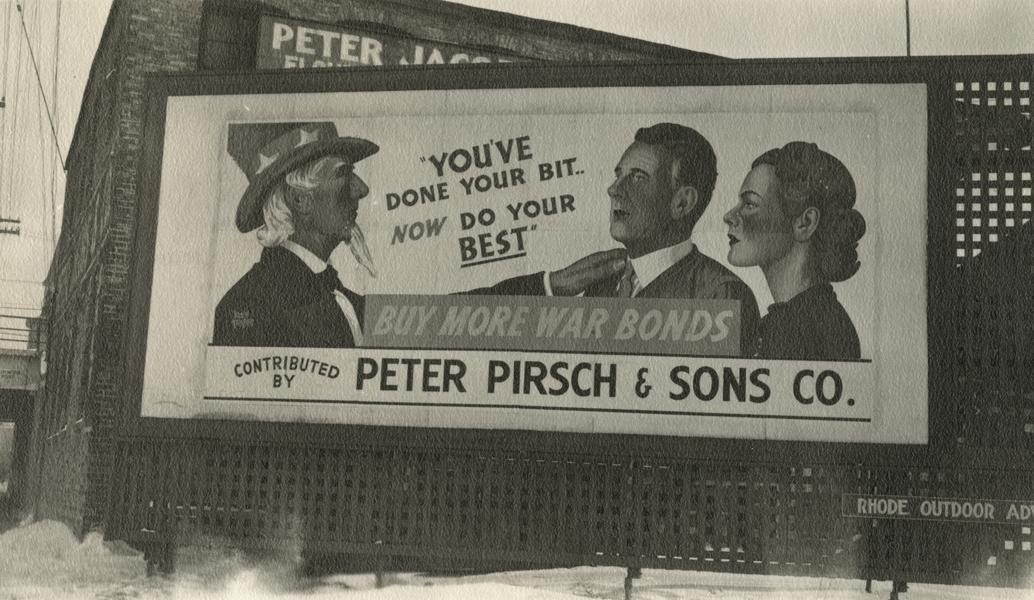 PETER
"YOU'VE
DONE YOUR BIT..
NOW DO YOUR
BEST"
BUY MORE WAR BONDS
CONTRIBUTED
BY
PETER PIRSCH & SONS CO.
RHODE OUTDOOR